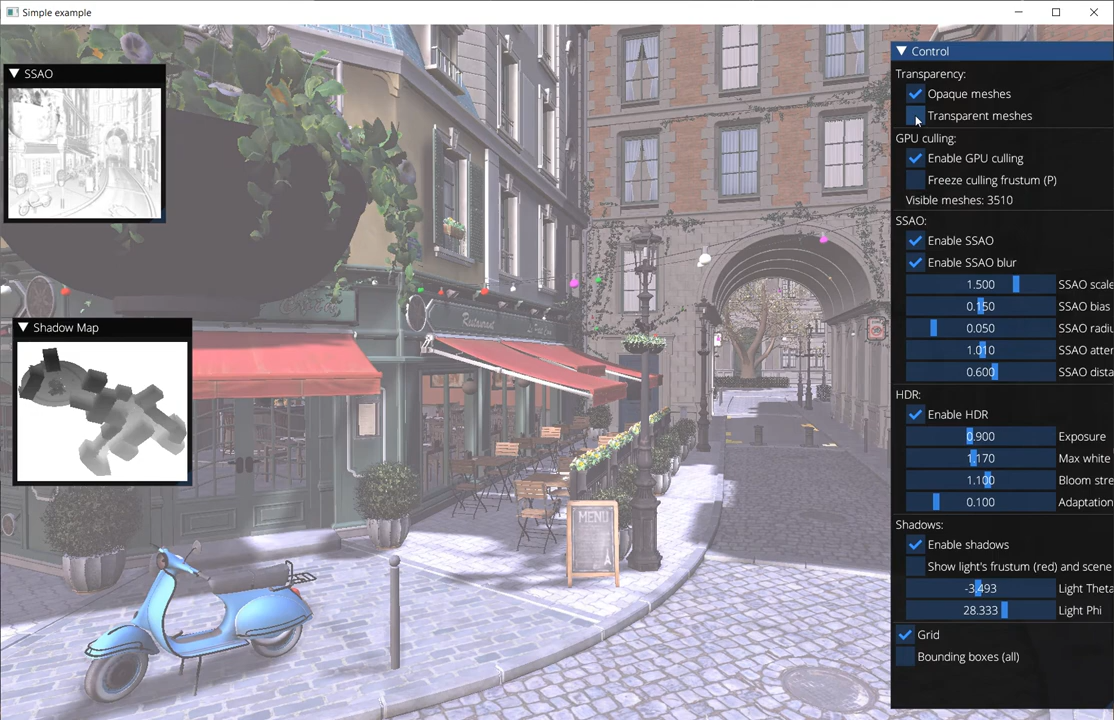 Simple example
SSAO
Shadow Map
Restaurant
MENU
Control
Transparency:
Opaque meshes
Transparent meshes
GPU culling:
Enable GPU culling
Freeze culling frustum (P)
Visible meshes: 3510
SSAO:
Enable SSAO
Enable SSAO blur
1.500 SSAO scale
0.150 SSAO bias
0.050 SSAO radiu
1.010 SSAO atten
0.600 SSAO dista
HDR:
Enable HDR
0.900 Exposure
1.170 Max white
1.100 Bloom stre
0.100 Adaptation
Shadows:
Enable shadows
Show light's frustum (red) and scene
-3.493 Light Theta
28.333 Light Phi
Grid
Bounding boxes (all)